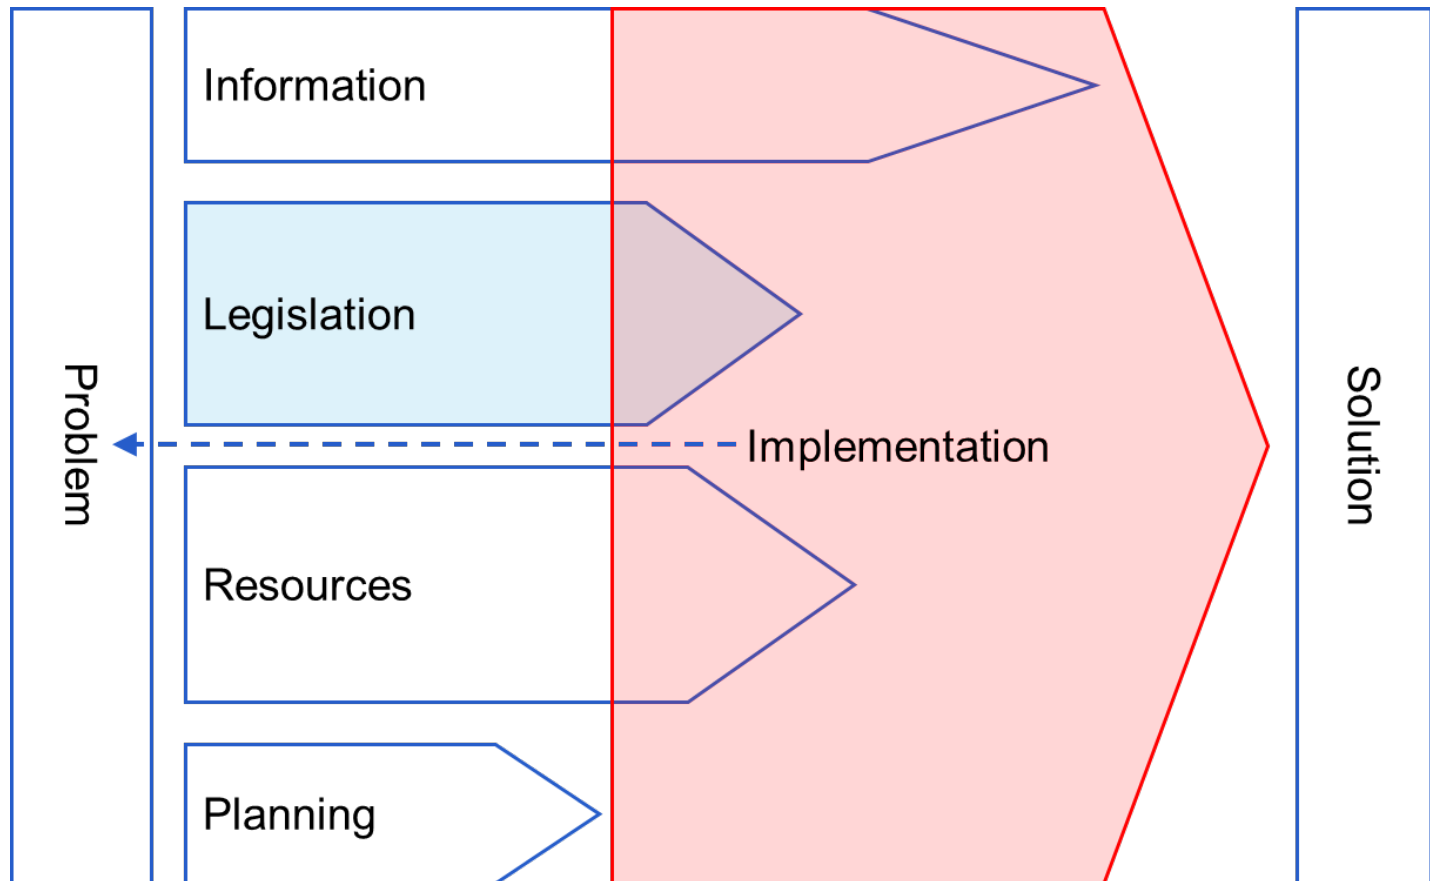 Problem
Information
Legislation
Implementation
Resources
Planning
Solution